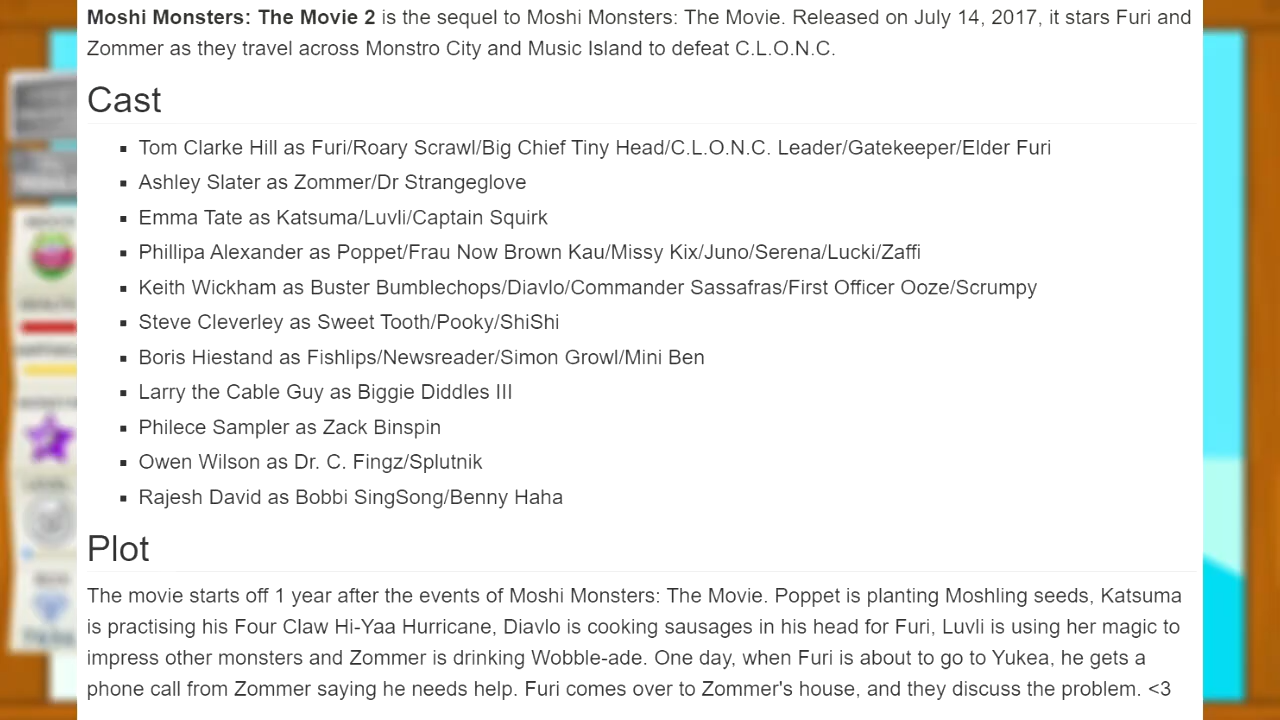 Moshi Monsters: The Movie 2 is the sequel to Moshi Monsters: The Movie. Released on July 14, 2017, it stars Furi and
Zommer as they travel across Monstro City and Music Island to defeat C.L.O.N.C.
Cast
Tom Clarke Hill as Furi/Roary Scrawl/Big Chief Tiny Head/C.L.O.N.C. Leader/Gatekeeper/Elder Furi
Ashley Slater as Zommer/Dr Strangeglove
Emma Tate as Katsuma/Luvli/Captain Squirk
Phillipa Alexander as Poppet/Frau Now Brown Kau/Missy Kix/Juno/Serena/Lucki/Zaffi
Keith Wickham as Buster Bumblechops/Diavlo/Commander Sassafras/First Officer Ooze/Scrumpy
Steve Cleverley as Sweet Tooth/Pooky/ShiShi
Boris Hiestand as Fishlips/Newsreader/Simon Growl/Mini Ben
Larry the Cable Guy as Biggie Diddles III
Philece Sampler as Zack Binspin
Owen Wilson as Dr. C. Fingz/Splutnik
Rajesh David as Bobbi SingSong/Benny Haha
Plot
The movie starts off 1 year after the events of Moshi Monsters: The Movie. Poppet is planting Moshling seeds, Katsuma
is practising his Four Claw Hi-Yaa Hurricane, Diavlo is cooking sausages in his head for Furi, Luvli is using her magic to
impress other monsters and Zommer is drinking Wobble-ade. One day, when Furi is about to go to Yukea, he gets a
phone call from Zommer saying he needs help. Furi comes over to Zommer's house, and they discuss the problem. <3